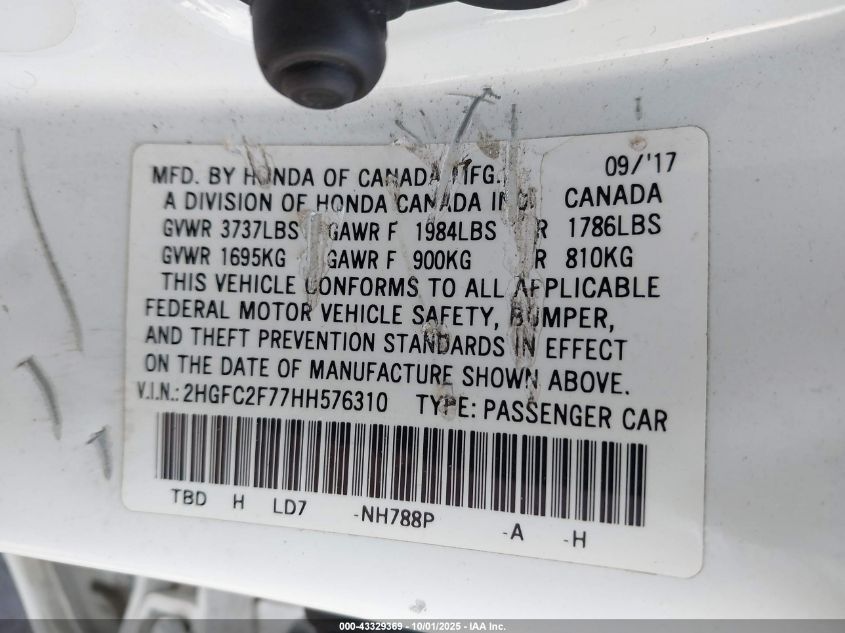 MFD. BY HONDA OF CANADA MFG. 09/'17
A DIVISION OF HONDA CANADA INC. CANADA
GVWR 3737LBS GAWR F 1984LBS R 1786LBS
GVWR 1695KG GAWR F 900KG R 810KG
THIS VEHICLE CONFORMS TO ALL APPLICABLE
FEDERAL MOTOR VEHICLE SAFETY, BUMPER,
AND THEFT PREVENTION STANDARDS IN EFFECT
ON THE DATE OF MANUFACTURE SHOWN ABOVE.
V.I.N.: 2HGFC2F77HH576310 TYPE: PASSENGER CAR
TBD H LD7 -NH788P -A -H
000-43329369 - 10/01/2025 - IAA Inc.